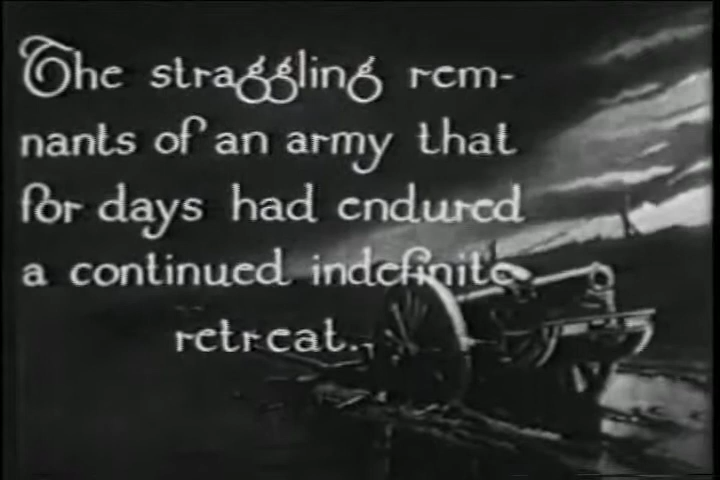 The straggling rem-
nants of an army that
for days had endured
a continued indefinite
retreat..